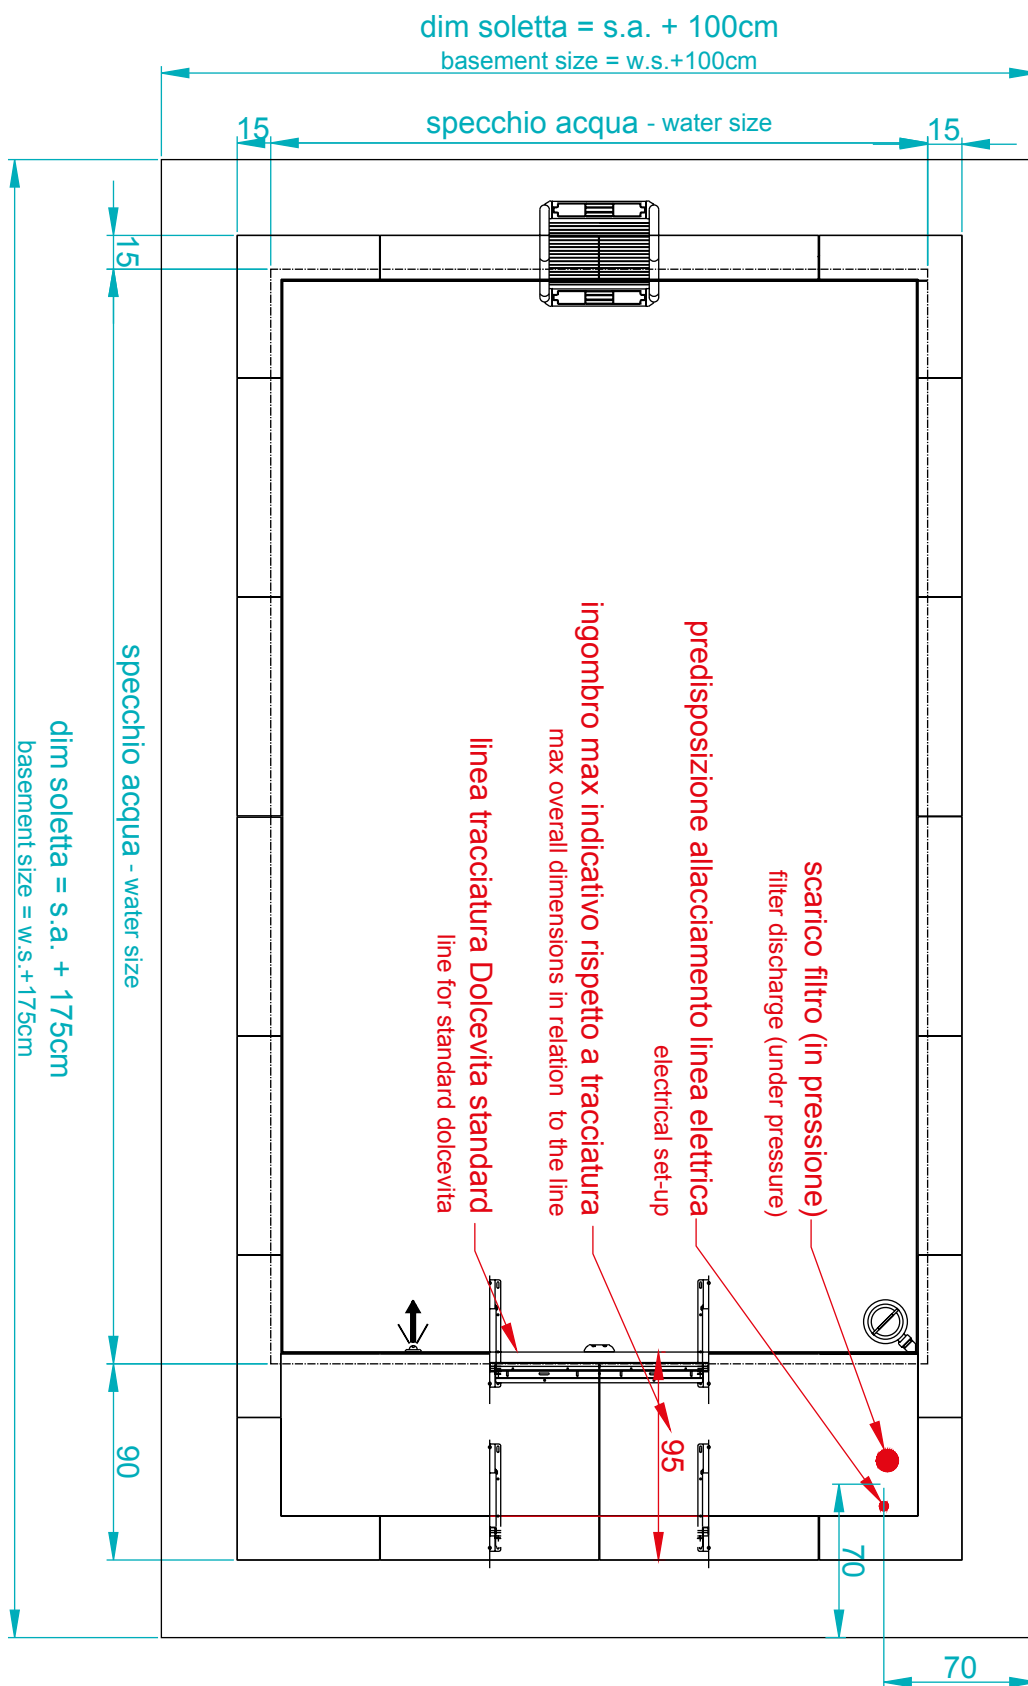 dim soletta = s.a. + 100cm
basement size = w.s.+100cm
15
specchio acqua - water size
15
15
specchio acqua - water size
dim soletta = s.a. + 175cm
basement size = w.s.+175cm
scarico filtro (in pressione)
filter discharge (under pressure)
predisposizione allacciamento linea elettrica
electrical set-up
ingombro max indicativo rispetto a tracciatura
max overall dimensions in relation to the line
linea tracciatura Dolcevita standard
line for standard dolcevita
90
95
70
70